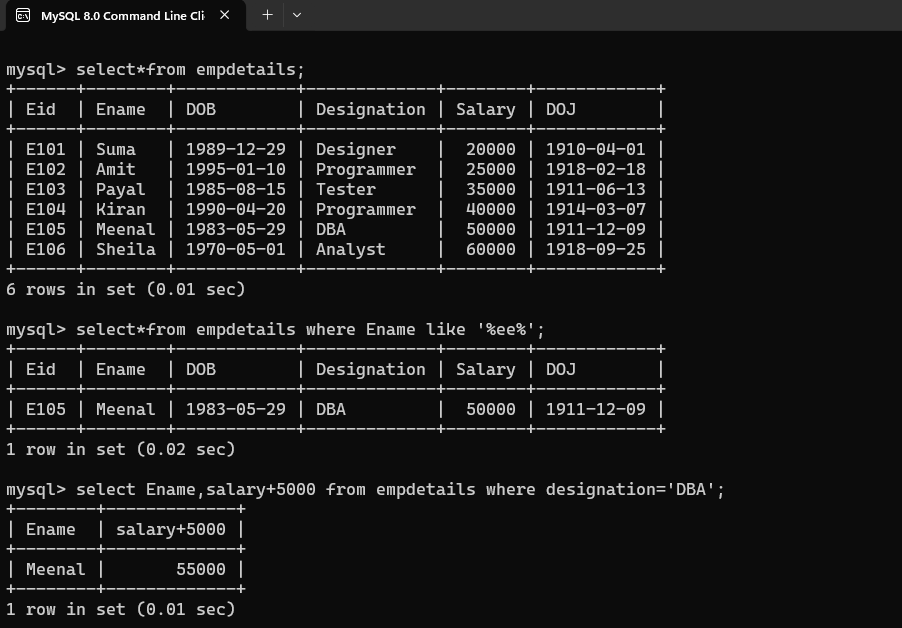 MySQL 8.0 Command Line Cli
mysql> select*from empdetails;
+------+--------+------------+-------------+--------+------------+
| Eid  | Ename  | DOB        | Designation | Salary | DOJ        |
+------+--------+------------+-------------+--------+------------+
| E101 | Suma   | 1989-12-29 | Designer    |  20000 | 1910-04-01 |
| E102 | Amit   | 1995-01-10 | Programmer  |  25000 | 1918-02-18 |
| E103 | Payal  | 1985-08-15 | Tester      |  35000 | 1911-06-13 |
| E104 | Kiran  | 1990-04-20 | Programmer  |  40000 | 1914-03-07 |
| E105 | Meenal | 1983-05-29 | DBA         |  50000 | 1911-12-09 |
| E106 | Sheila | 1970-05-01 | Analyst     |  60000 | 1918-09-25 |
+------+--------+------------+-------------+--------+------------+
6 rows in set (0.01 sec)
mysql> select*from empdetails where Ename like '%ee%';
+------+--------+------------+-------------+--------+------------+
| Eid  | Ename  | DOB        | Designation | Salary | DOJ        |
+------+--------+------------+-------------+--------+------------+
| E105 | Meenal | 1983-05-29 | DBA         |  50000 | 1911-12-09 |
+------+--------+------------+-------------+--------+------------+
1 row in set (0.02 sec)
mysql> select Ename,salary+5000 from empdetails where designation='DBA';
+--------+-------------+
| Ename  | salary+5000 |
+--------+-------------+
| Meenal |       55000 |
+--------+-------------+
1 row in set (0.01 sec)